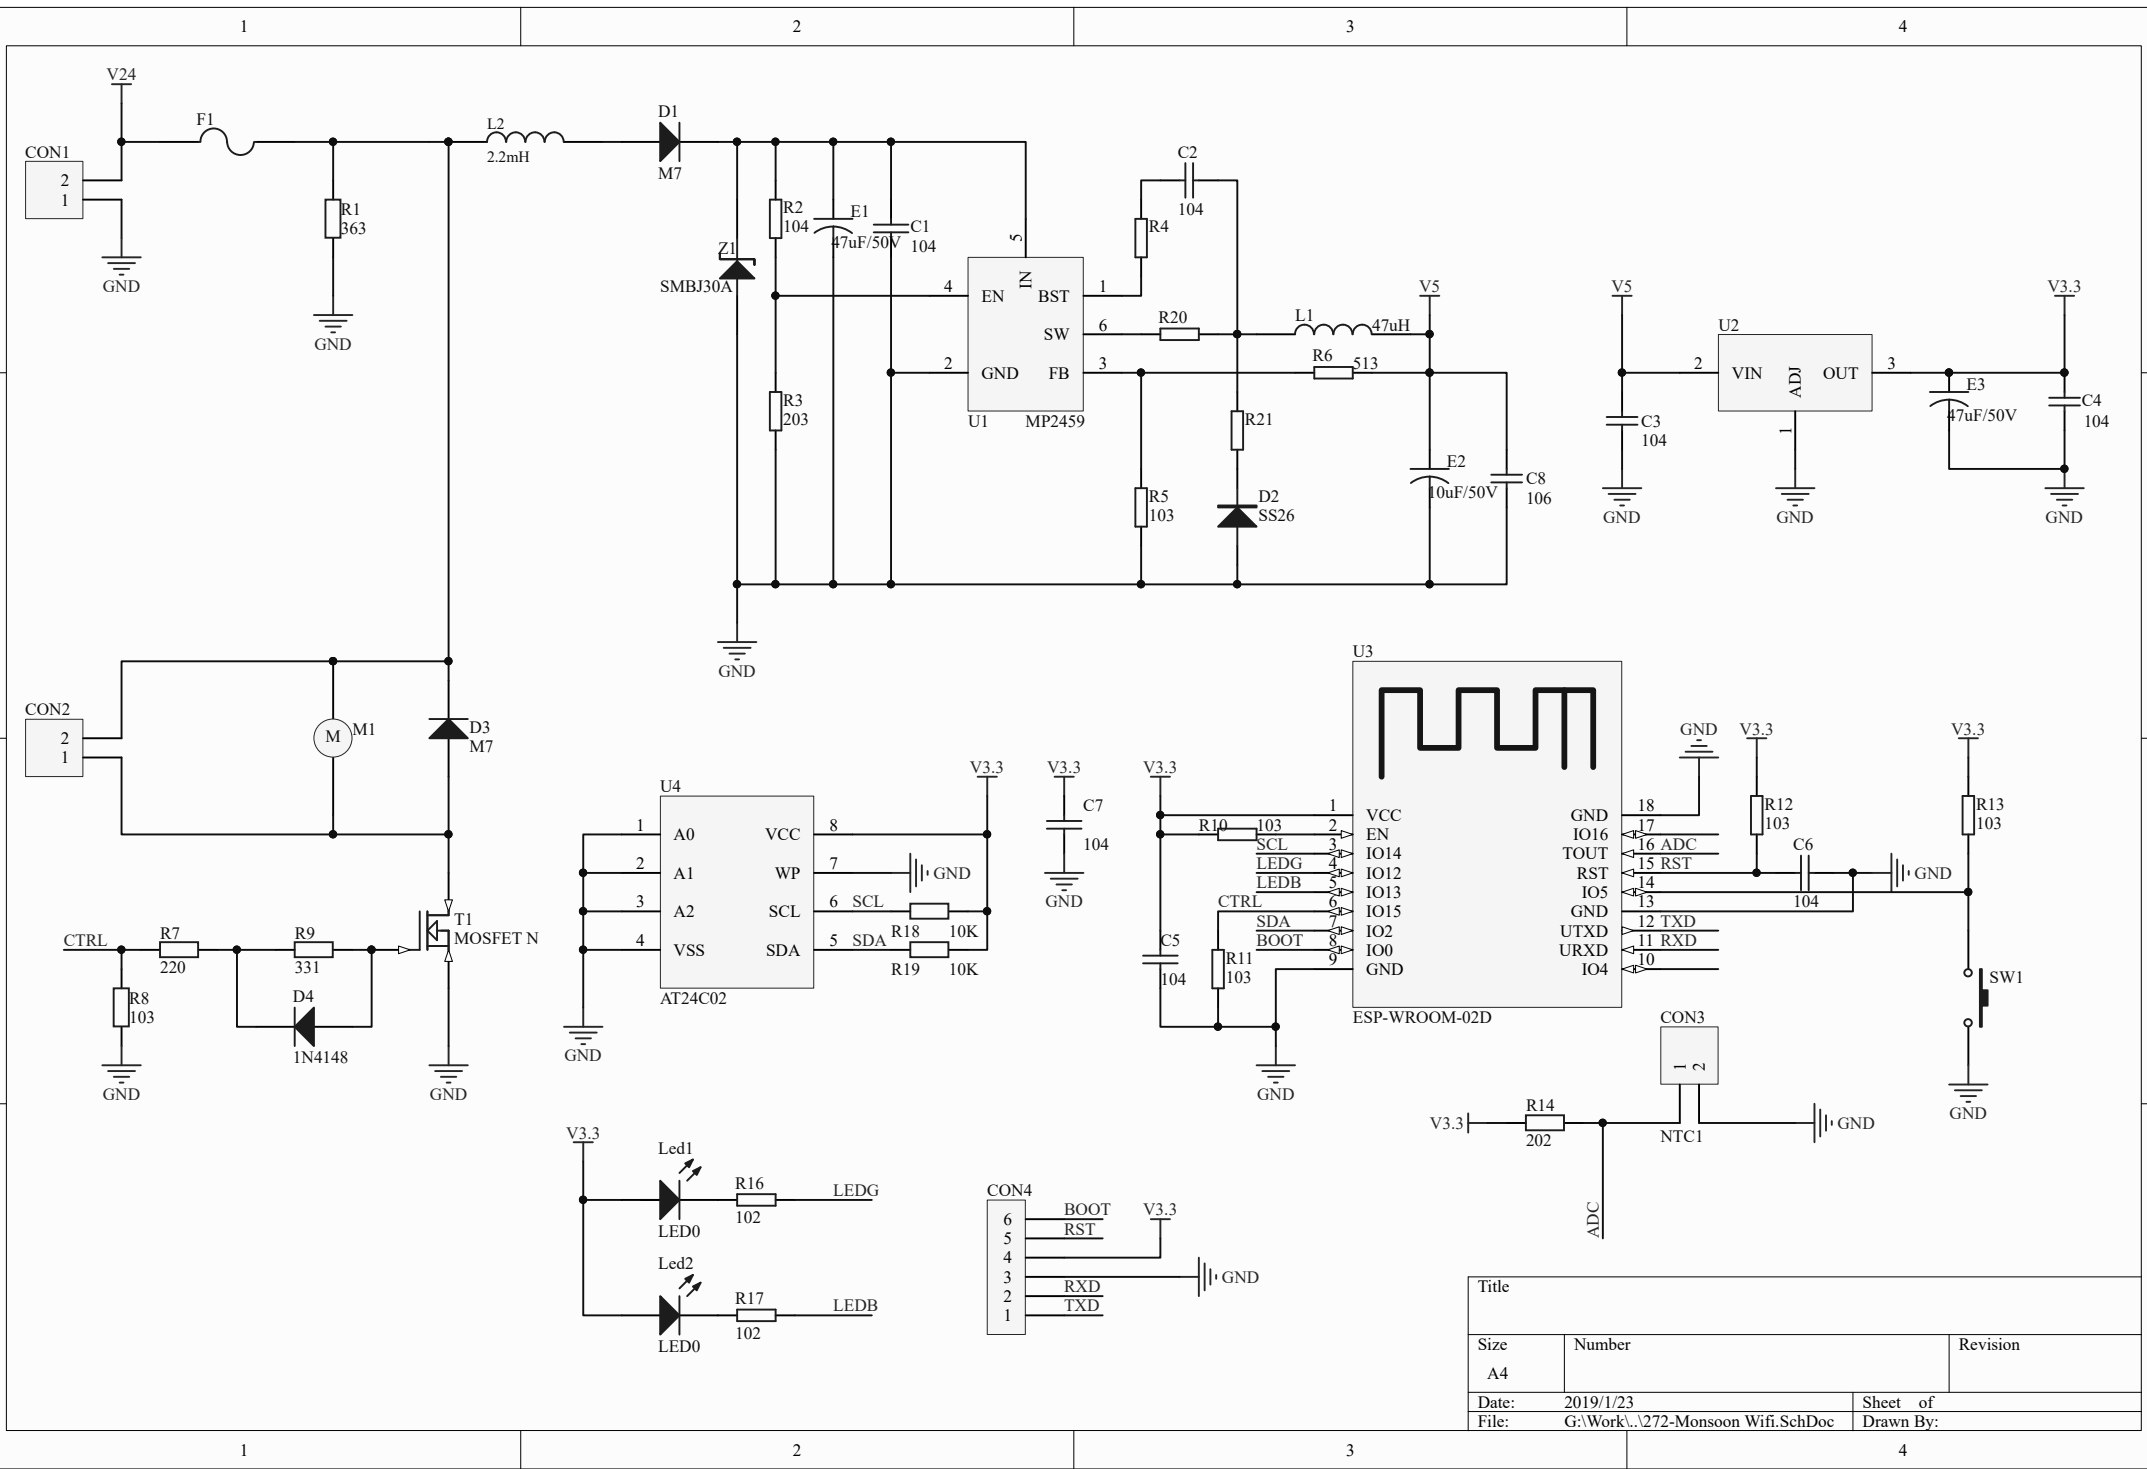 1 2 3 4
V24
F1
CON1
2
1
GND
R1
363
GND
L2
2.2mH
D1
M7
Z1
SMBJ30A
R2
104
E1
47uF/50V
C1
104
R3
203
GND
5
IN
4 EN BST 1
SW 6
2 GND FB 3
U1 MP2459
C2
104
R4
R20
L1 47uH
V5
R6 513
R21
R5
103
D2
SS26
E2
10uF/50V
C8
106
V5
U2
2 VIN ADJ OUT 3
1
C3
104
GND
GND
V3.3
E3
47uF/50V
C4
104
GND
CON2
2
1
M M1
D3
M7
CTRL
R7
220
R9
331
T1
MOSFET N
R8
103
D4
1N4148
GND
GND
U4
1 A0 VCC 8
2 A1 WP 7
3 A2 SCL 6 SCL
4 VSS SDA 5 SDA
AT24C02
V3.3
GND
R18 10K
R19 10K
GND
V3.3
C7
104
GND
V3.3
R10 103
C5
104
CTRL
R11
103
GND
U3
1 VCC
2 EN
SCL 3 IO14
LEDG 4 IO12
LEDB 5 IO13
6 IO15
SDA 7 IO2
BOOT 8 IO0
9 GND
GND 18
IO16 17
TOUT 16 ADC
RST 15 RST
IO5 14
GND 13
UTXD 12 TXD
URXD 11 RXD
IO4 10
ESP-WROOM-02D
GND
V3.3
R12
103
C6
104
GND
V3.3
R13
103
SW1
GND
CON3
1
2
NTC1
V3.3
R14
202
GND
ADC
V3.3
Led1
LED0
R16
102
LEDG
Led2
LED0
R17
102
LEDB
CON4
6 BOOT
5 RST
4
3
2 RXD
1 TXD
V3.3
GND
Title
Size
A4
Number
Revision
Date: 2019/1/23 Sheet of
File: G:\Work\..\272-Monsoon Wifi.SchDoc Drawn By:
1 2 3 4